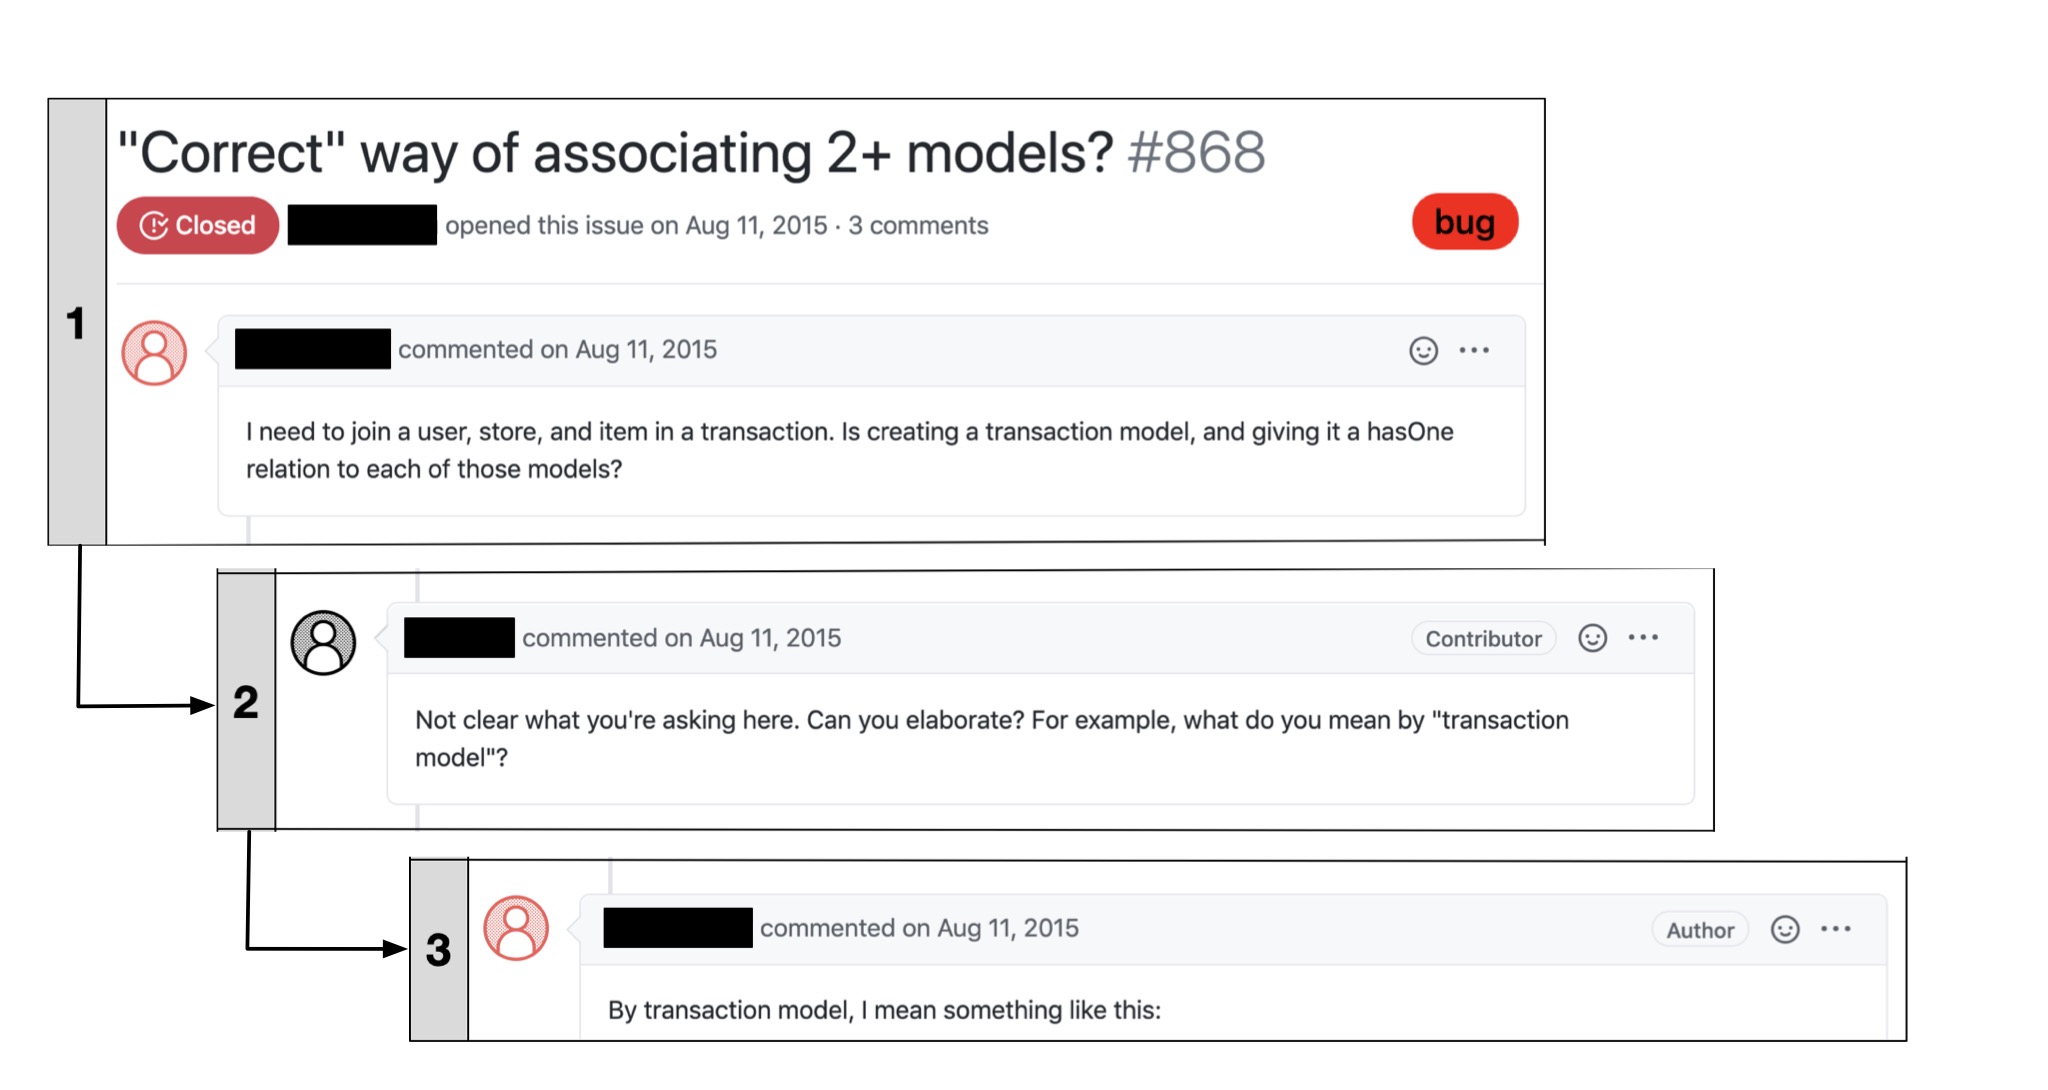 "Correct" way of associating 2+ models? #868
Closed opened this issue on Aug 11, 2015 · 3 comments bug
1
commented on Aug 11, 2015
I need to join a user, store, and item in a transaction. Is creating a transaction model, and giving it a hasOne
relation to each of those models?
2
commented on Aug 11, 2015 Contributor
Not clear what you're asking here. Can you elaborate? For example, what do you mean by "transaction
model"?
3
commented on Aug 11, 2015 Author
By transaction model, I mean something like this: